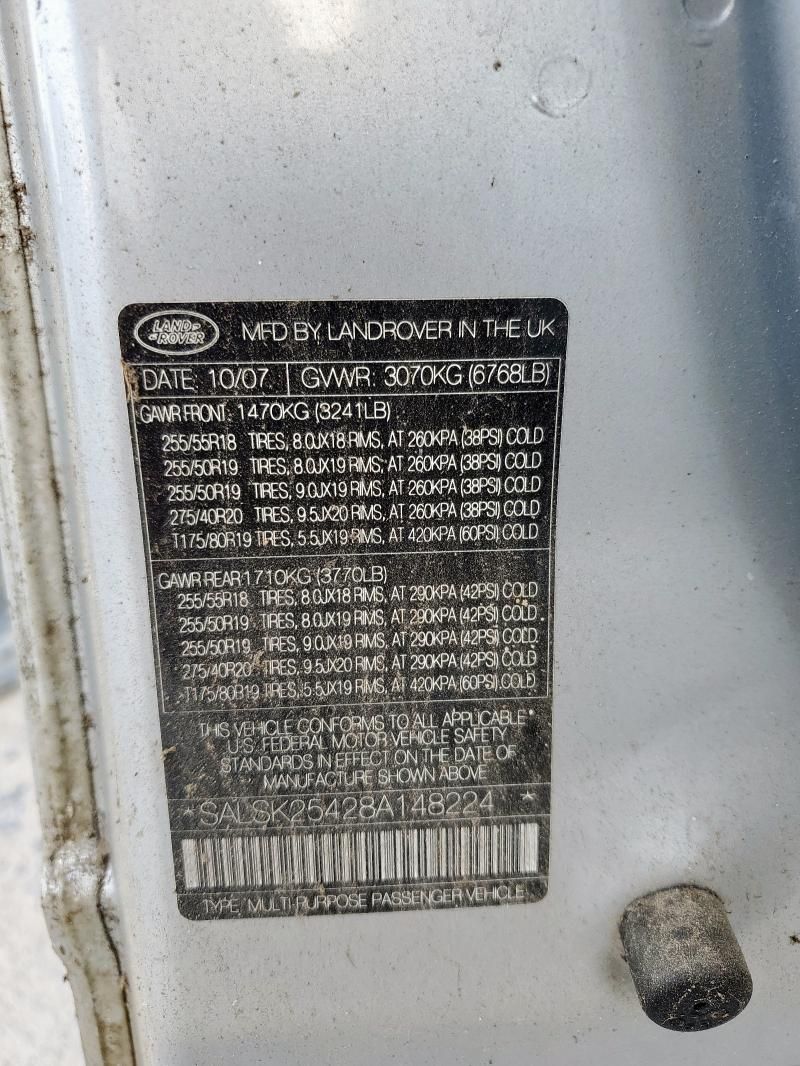 LAND ROVER MFD BY LANDROVER IN THE UK
DATE: 10/07 GVWR: 3070KG (6768LB)
GAWR FRONT: 1470KG (3241LB)
255/55R18 TIRES, 8.0JX18 RIMS, AT 260KPA (38PSI) COLD
255/50R19 TIRES, 8.0JX19 RIMS, AT 260KPA (38PSI) COLD
255/50R19 TIRES, 9.0JX19 RIMS, AT 260KPA (38PSI) COLD
275/40R20 TIRES, 9.5JX20 RIMS, AT 260KPA (38PSI) COLD
T175/80R19 TIRES, 5.5JX19 RIMS, AT 420KPA (60PSI) COLD
GAWR REAR 1710KG (3770LB)
255/55R18 TIRES, 8.0JX18 RIMS, AT 290KPA (42PSI) COLD
255/50R19 TIRES, 8.0JX19 RIMS, AT 290KPA (42PSI) COLD
255/50R19 TIRES, 9.0JX19 RIMS, AT 290KPA (42PSI) COLD
275/40R20 TIRES, 9.5JX20 RIMS, AT 290KPA (42PSI) COLD
T175/80R19 TIRES, 5.5JX19 RIMS, AT 420KPA (60PSI) COLD
THIS VEHICLE CONFORMS TO ALL APPLICABLE
U.S. FEDERAL MOTOR VEHICLE SAFETY
STANDARDS IN EFFECT ON THE DATE OF
MANUFACTURE SHOWN ABOVE
*SALSK25428A148224*
TYPE: MULTI-PURPOSE PASSENGER VEHICLE